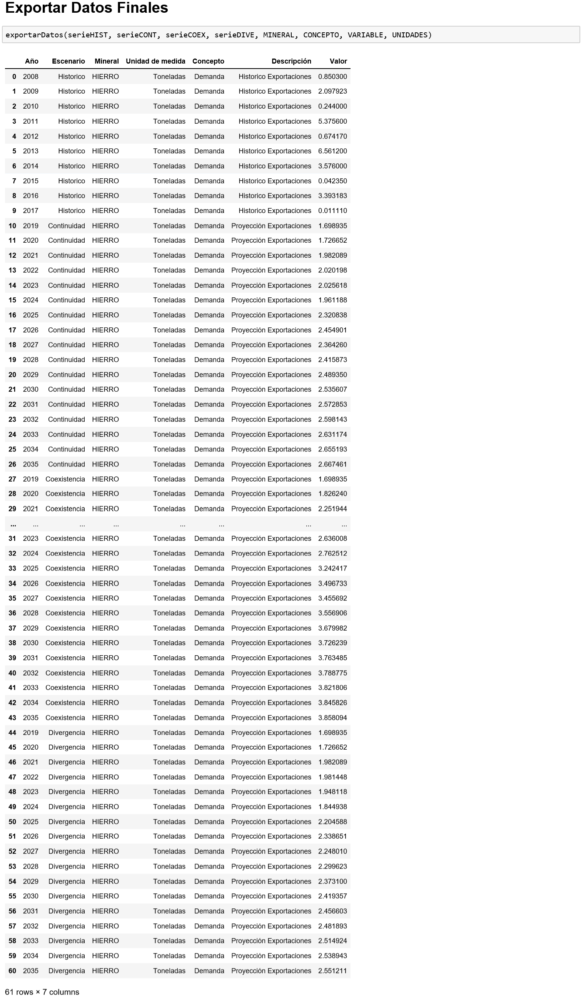 Exportar Datos Finales
exportarDatos(serieHIST, serieCONT, serieCOEX, serieDIVE, MINERAL, CONCEPTO, VARIABLE, UNIDADES)
Año Escenario Mineral Unidad de medida Concepto Descripción Valor
0 2008 Historico HIERRO Toneladas Demanda Historico Exportaciones 0.850300
1 2009 Historico HIERRO Toneladas Demanda Historico Exportaciones 2.097923
2 2010 Historico HIERRO Toneladas Demanda Historico Exportaciones 0.244000
3 2011 Historico HIERRO Toneladas Demanda Historico Exportaciones 5.375600
4 2012 Historico HIERRO Toneladas Demanda Historico Exportaciones 0.674170
5 2013 Historico HIERRO Toneladas Demanda Historico Exportaciones 6.561200
6 2014 Historico HIERRO Toneladas Demanda Historico Exportaciones 3.576000
7 2015 Historico HIERRO Toneladas Demanda Historico Exportaciones 0.042350
8 2016 Historico HIERRO Toneladas Demanda Historico Exportaciones 3.393183
9 2017 Historico HIERRO Toneladas Demanda Historico Exportaciones 0.011110
10 2019 Continuidad HIERRO Toneladas Demanda Proyección Exportaciones 1.698935
11 2020 Continuidad HIERRO Toneladas Demanda Proyección Exportaciones 1.726652
12 2021 Continuidad HIERRO Toneladas Demanda Proyección Exportaciones 1.982089
13 2022 Continuidad HIERRO Toneladas Demanda Proyección Exportaciones 2.020198
14 2023 Continuidad HIERRO Toneladas Demanda Proyección Exportaciones 2.025618
15 2024 Continuidad HIERRO Toneladas Demanda Proyección Exportaciones 1.961188
16 2025 Continuidad HIERRO Toneladas Demanda Proyección Exportaciones 2.320838
17 2026 Continuidad HIERRO Toneladas Demanda Proyección Exportaciones 2.454901
18 2027 Continuidad HIERRO Toneladas Demanda Proyección Exportaciones 2.364260
19 2028 Continuidad HIERRO Toneladas Demanda Proyección Exportaciones 2.415873
20 2029 Continuidad HIERRO Toneladas Demanda Proyección Exportaciones 2.489350
21 2030 Continuidad HIERRO Toneladas Demanda Proyección Exportaciones 2.535607
22 2031 Continuidad HIERRO Toneladas Demanda Proyección Exportaciones 2.572853
23 2032 Continuidad HIERRO Toneladas Demanda Proyección Exportaciones 2.598143
24 2033 Continuidad HIERRO Toneladas Demanda Proyección Exportaciones 2.631174
25 2034 Continuidad HIERRO Toneladas Demanda Proyección Exportaciones 2.655193
26 2035 Continuidad HIERRO Toneladas Demanda Proyección Exportaciones 2.667461
27 2019 Coexistencia HIERRO Toneladas Demanda Proyección Exportaciones 1.698935
28 2020 Coexistencia HIERRO Toneladas Demanda Proyección Exportaciones 1.826240
29 2021 Coexistencia HIERRO Toneladas Demanda Proyección Exportaciones 2.251944
... ... ... ... ... ... ... ...
31 2023 Coexistencia HIERRO Toneladas Demanda Proyección Exportaciones 2.636008
32 2024 Coexistencia HIERRO Toneladas Demanda Proyección Exportaciones 2.762512
33 2025 Coexistencia HIERRO Toneladas Demanda Proyección Exportaciones 3.242417
34 2026 Coexistencia HIERRO Toneladas Demanda Proyección Exportaciones 3.496733
35 2027 Coexistencia HIERRO Toneladas Demanda Proyección Exportaciones 3.455692
36 2028 Coexistencia HIERRO Toneladas Demanda Proyección Exportaciones 3.556906
37 2029 Coexistencia HIERRO Toneladas Demanda Proyección Exportaciones 3.679982
38 2030 Coexistencia HIERRO Toneladas Demanda Proyección Exportaciones 3.726239
39 2031 Coexistencia HIERRO Toneladas Demanda Proyección Exportaciones 3.763485
40 2032 Coexistencia HIERRO Toneladas Demanda Proyección Exportaciones 3.788775
41 2033 Coexistencia HIERRO Toneladas Demanda Proyección Exportaciones 3.821806
42 2034 Coexistencia HIERRO Toneladas Demanda Proyección Exportaciones 3.845826
43 2035 Coexistencia HIERRO Toneladas Demanda Proyección Exportaciones 3.858094
44 2019 Divergencia HIERRO Toneladas Demanda Proyección Exportaciones 1.698935
45 2020 Divergencia HIERRO Toneladas Demanda Proyección Exportaciones 1.726652
46 2021 Divergencia HIERRO Toneladas Demanda Proyección Exportaciones 1.982089
47 2022 Divergencia HIERRO Toneladas Demanda Proyección Exportaciones 1.981448
48 2023 Divergencia HIERRO Toneladas Demanda Proyección Exportaciones 1.948118
49 2024 Divergencia HIERRO Toneladas Demanda Proyección Exportaciones 1.844938
50 2025 Divergencia HIERRO Toneladas Demanda Proyección Exportaciones 2.204588
51 2026 Divergencia HIERRO Toneladas Demanda Proyección Exportaciones 2.338651
52 2027 Divergencia HIERRO Toneladas Demanda Proyección Exportaciones 2.248010
53 2028 Divergencia HIERRO Toneladas Demanda Proyección Exportaciones 2.299623
54 2029 Divergencia HIERRO Toneladas Demanda Proyección Exportaciones 2.373100
55 2030 Divergencia HIERRO Toneladas Demanda Proyección Exportaciones 2.419357
56 2031 Divergencia HIERRO Toneladas Demanda Proyección Exportaciones 2.456603
57 2032 Divergencia HIERRO Toneladas Demanda Proyección Exportaciones 2.481893
58 2033 Divergencia HIERRO Toneladas Demanda Proyección Exportaciones 2.514924
59 2034 Divergencia HIERRO Toneladas Demanda Proyección Exportaciones 2.538943
60 2035 Divergencia HIERRO Toneladas Demanda Proyección Exportaciones 2.551211
61 rows × 7 columns